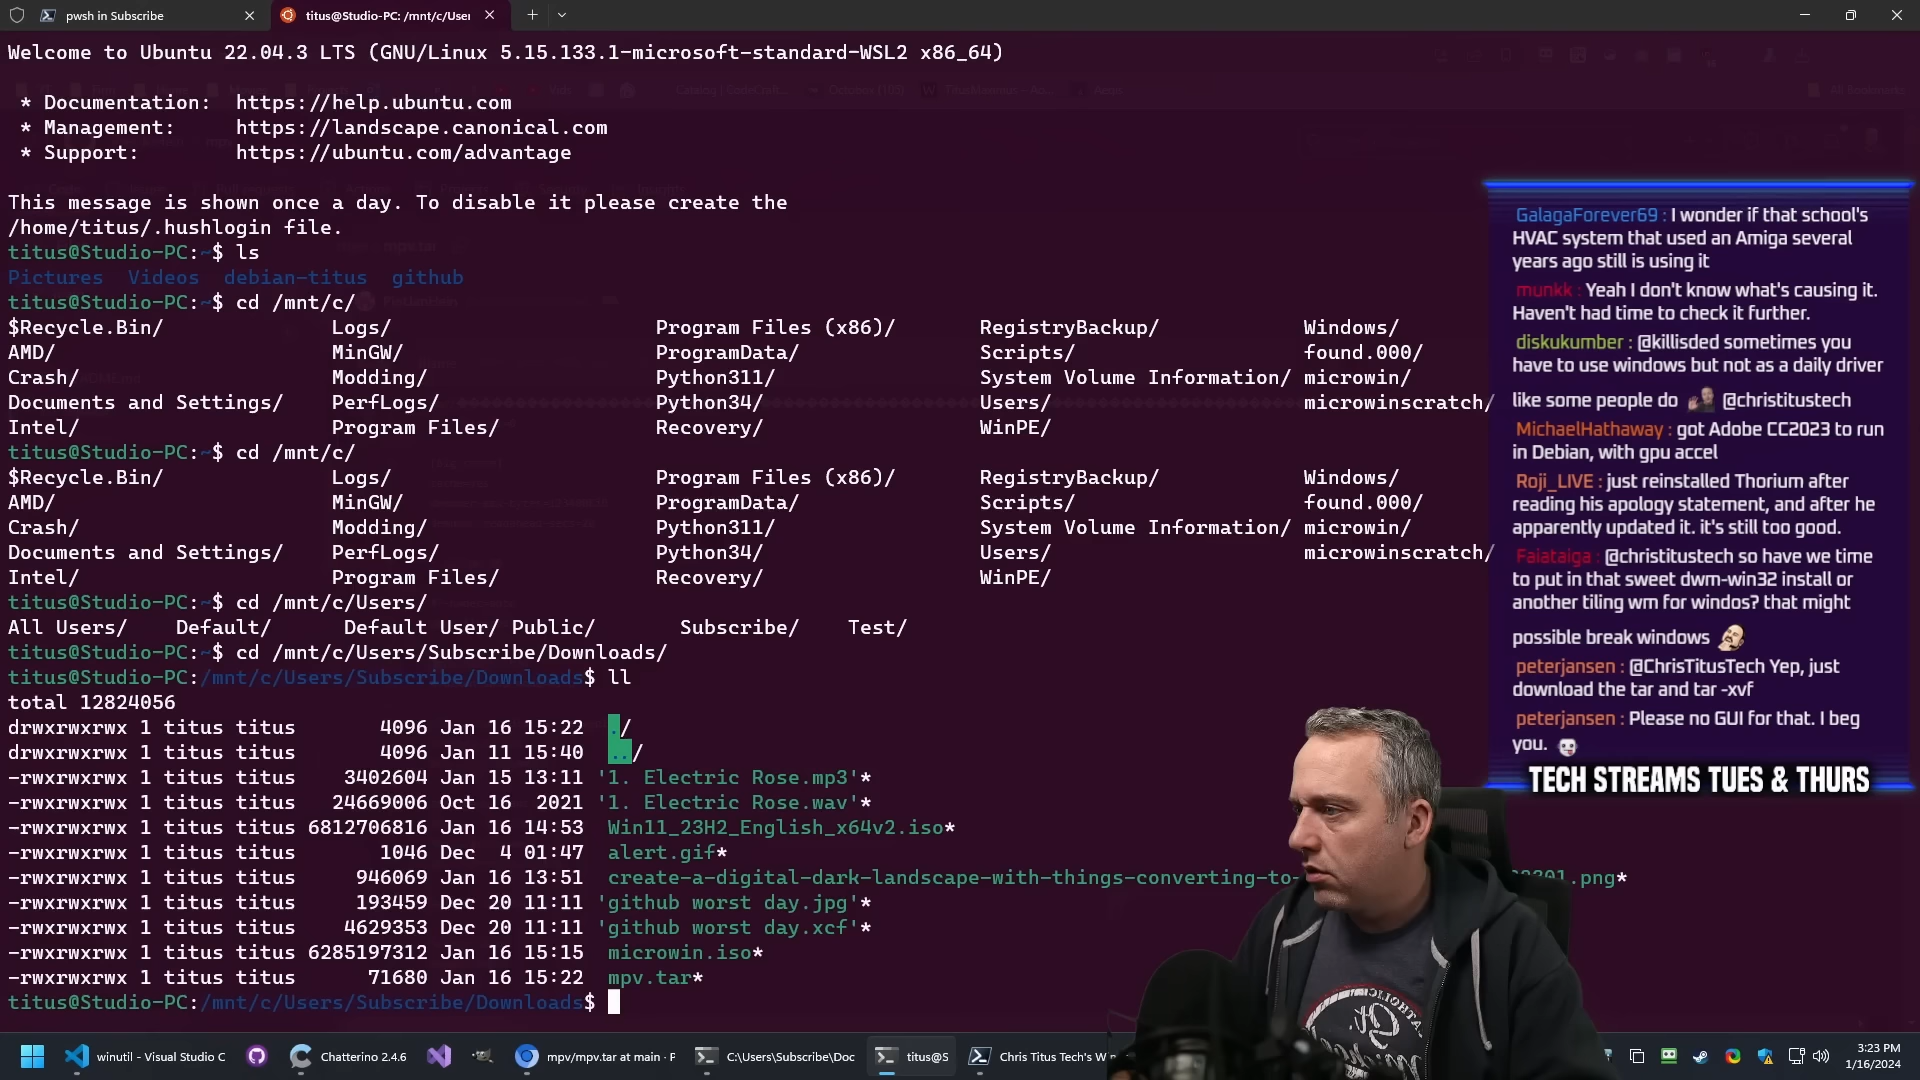 pwsh in Subscribe
titus@Studio-PC: /mnt/c/User
Welcome to Ubuntu 22.04.3 LTS (GNU/Linux 5.15.133.1-microsoft-standard-WSL2 x86_64)
* Documentation:  https://help.ubuntu.com
* Management:     https://landscape.canonical.com
* Support:        https://ubuntu.com/advantage
This message is shown once a day. To disable it please create the
/home/titus/.hushlogin file.
titus@Studio-PC:~$ ls
Pictures  Videos  debian-titus  github
titus@Studio-PC:~$ cd /mnt/c/
$Recycle.Bin/ Logs/ Program Files (x86)/ RegistryBackup/ Windows/
AMD/ MinGW/ ProgramData/ Scripts/ found.000/
Crash/ Modding/ Python311/ System Volume Information/ microwin/
Documents and Settings/ PerfLogs/ Python34/ Users/ microwinscratch/
Intel/ Program Files/ Recovery/ WinPE/
titus@Studio-PC:~$ cd /mnt/c/
$Recycle.Bin/ Logs/ Program Files (x86)/ RegistryBackup/ Windows/
AMD/ MinGW/ ProgramData/ Scripts/ found.000/
Crash/ Modding/ Python311/ System Volume Information/ microwin/
Documents and Settings/ PerfLogs/ Python34/ Users/ microwinscratch/
Intel/ Program Files/ Recovery/ WinPE/
titus@Studio-PC:~$ cd /mnt/c/Users/
All Users/ Default/ Default User/ Public/ Subscribe/ Test/
titus@Studio-PC:~$ cd /mnt/c/Users/Subscribe/Downloads/
titus@Studio-PC:/mnt/c/Users/Subscribe/Downloads$ ll
total 12824056
drwxrwxrwx 1 titus titus 4096 Jan 16 15:22 ./
drwxrwxrwx 1 titus titus 4096 Jan 11 15:40 ../
-rwxrwxrwx 1 titus titus 3402604 Jan 15 13:11 '1. Electric Rose.mp3'*
-rwxrwxrwx 1 titus titus 24669006 Oct 16 2021 '1. Electric Rose.wav'*
-rwxrwxrwx 1 titus titus 6812706816 Jan 16 14:53 Win11_23H2_English_x64v2.iso*
-rwxrwxrwx 1 titus titus 1046 Dec 4 01:47 alert.gif*
-rwxrwxrwx 1 titus titus 946069 Jan 16 13:51 create-a-digital-dark-landscape-with-things-converting-to- .png*
-rwxrwxrwx 1 titus titus 193459 Dec 20 11:11 'github worst day.jpg'*
-rwxrwxrwx 1 titus titus 4629353 Dec 20 11:11 'github worst day.xcf'*
-rwxrwxrwx 1 titus titus 6285197312 Jan 16 15:15 microwin.iso*
-rwxrwxrwx 1 titus titus 71680 Jan 16 15:22 mpv.tar*
titus@Studio-PC:/mnt/c/Users/Subscribe/Downloads$
GalagaForever69 : I wonder if that school's
HVAC system that used an Amiga several
years ago still is using it
munkk : Yeah I don't know what's causing it.
Haven't had time to check it further.
diskukumber : @killisded sometimes you
have to use windows but not as a daily driver
like some people do @christitustech
MichaelHathaway : got Adobe CC2023 to run
in Debian, with gpu accel
Roji_LIVE : just reinstalled Thorium after
reading his apology statement, and after he
apparently updated it. it's still too good.
Faiataiga : @christitustech so have we time
to put in that sweet dwm-win32 install or
another tiling wm for windos? that might
possible break windows
peterjansen : @ChrisTitusTech Yep, just
download the tar and tar -xvf
peterjansen : Please no GUI for that. I beg
you.
TECH STREAMS TUES & THURS
winutil - Visual Studio C
Chatterino 2.4.6
mpv/mpv.tar at main · P
C:\Users\Subscribe\Doc
titus@S
Chris Titus Tech's W
3:23 PM
1/16/2024